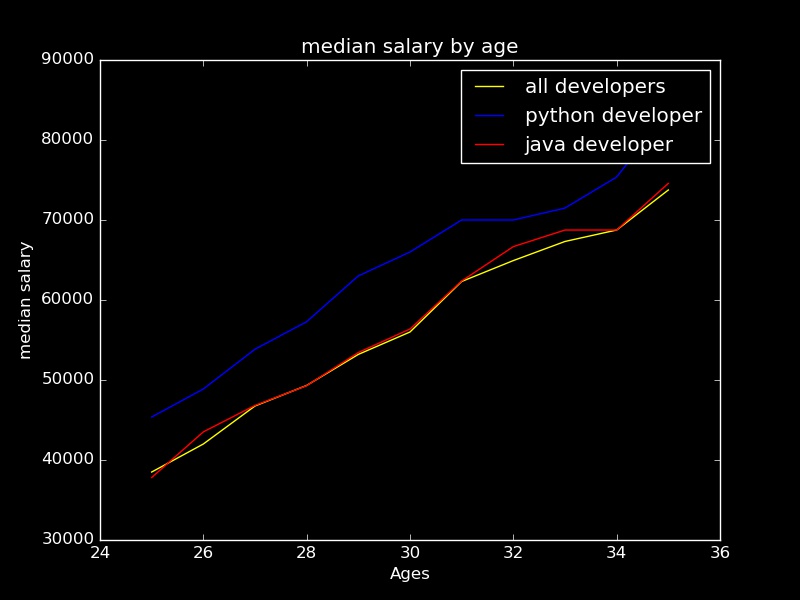 median salary by age
90000
80000
70000
60000
50000
40000
30000
median salary
all developers
python developer
java developer
24 26 28 30 32 34 36
Ages